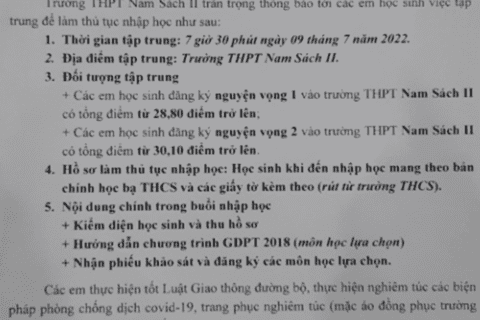 Trường THPT Nam Sách II trân trọng thông báo tới các em học sinh việc tập
trung để làm thủ tục nhập học như sau:
1. Thời gian tập trung: 7 giờ 30 phút ngày 09 tháng 7 năm 2022.
2. Địa điểm tập trung: Trường THPT Nam Sách II.
3. Đối tượng tập trung
+ Các em học sinh đăng ký nguyện vọng 1 vào trường THPT Nam Sách II
có tổng điểm từ 28,80 điểm trở lên;
+ Các em học sinh đăng ký nguyện vọng 2 vào trường THPT Nam Sách II
có tổng điểm từ 30,10 điểm trở lên.
4. Hồ sơ làm thủ tục nhập học: Học sinh khi đến nhập học mang theo bản
chính học bạ THCS và các giấy tờ kèm theo (rút từ trường THCS).
5. Nội dung chính trong buổi nhập học
+ Kiểm diện học sinh và thu hồ sơ
+ Hướng dẫn chương trình GDPT 2018 (môn học lựa chọn)
+ Nhận phiếu khảo sát và đăng ký các môn học lựa chọn.
Các em thực hiện tốt Luật Giao thông đường bộ, thực hiện nghiêm túc các biện
pháp phòng chống dịch covid-19, trang phục nghiêm túc (mặc áo đồng phục trường